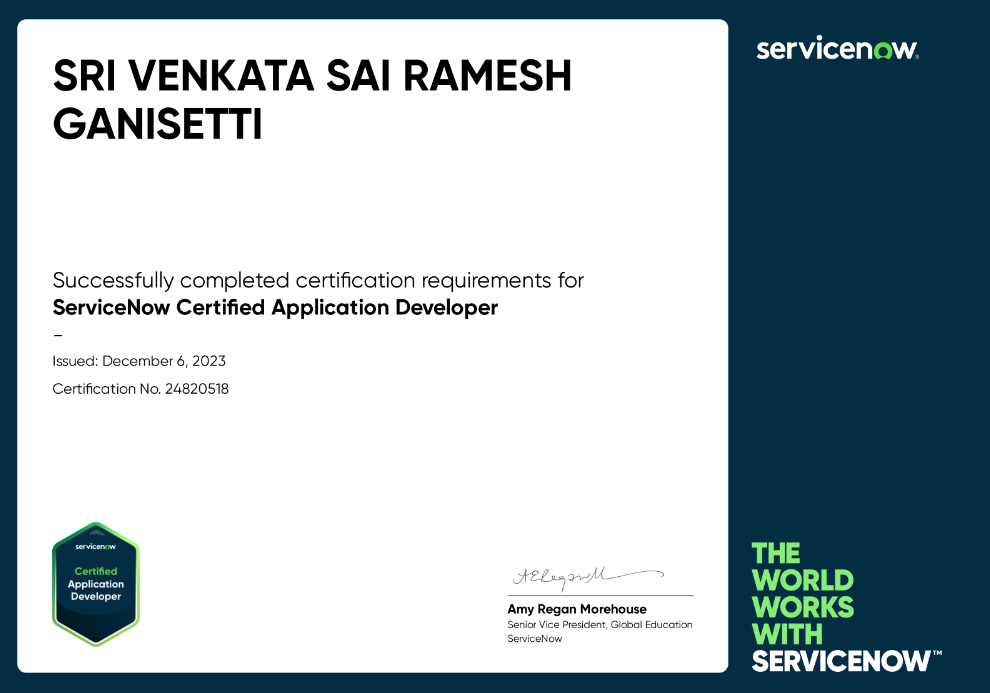 SRI VENKATA SAI RAMESH
GANISETTI
Successfully completed certification requirements for
ServiceNow Certified Application Developer
–
Issued: December 6, 2023
Certification No. 24820518
servicenow
Certified
Application
Developer
Amy Regan Morehouse
Senior Vice President, Global Education
ServiceNow
servicenow®
THE
WORLD
WORKS
WITH
SERVICENOW™